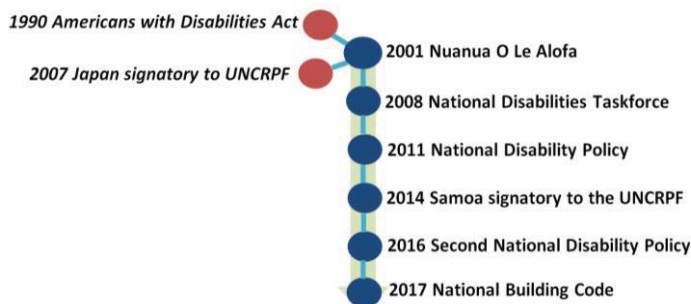 1990 Americans with Disabilities Act
2001 Nuanua O Le Alofa
2007 Japan signatory to UNCRPF
2008 National Disabilities Taskforce
2011 National Disability Policy
2014 Samoa signatory to the UNCRPF
2016 Second National Disability Policy
2017 National Building Code